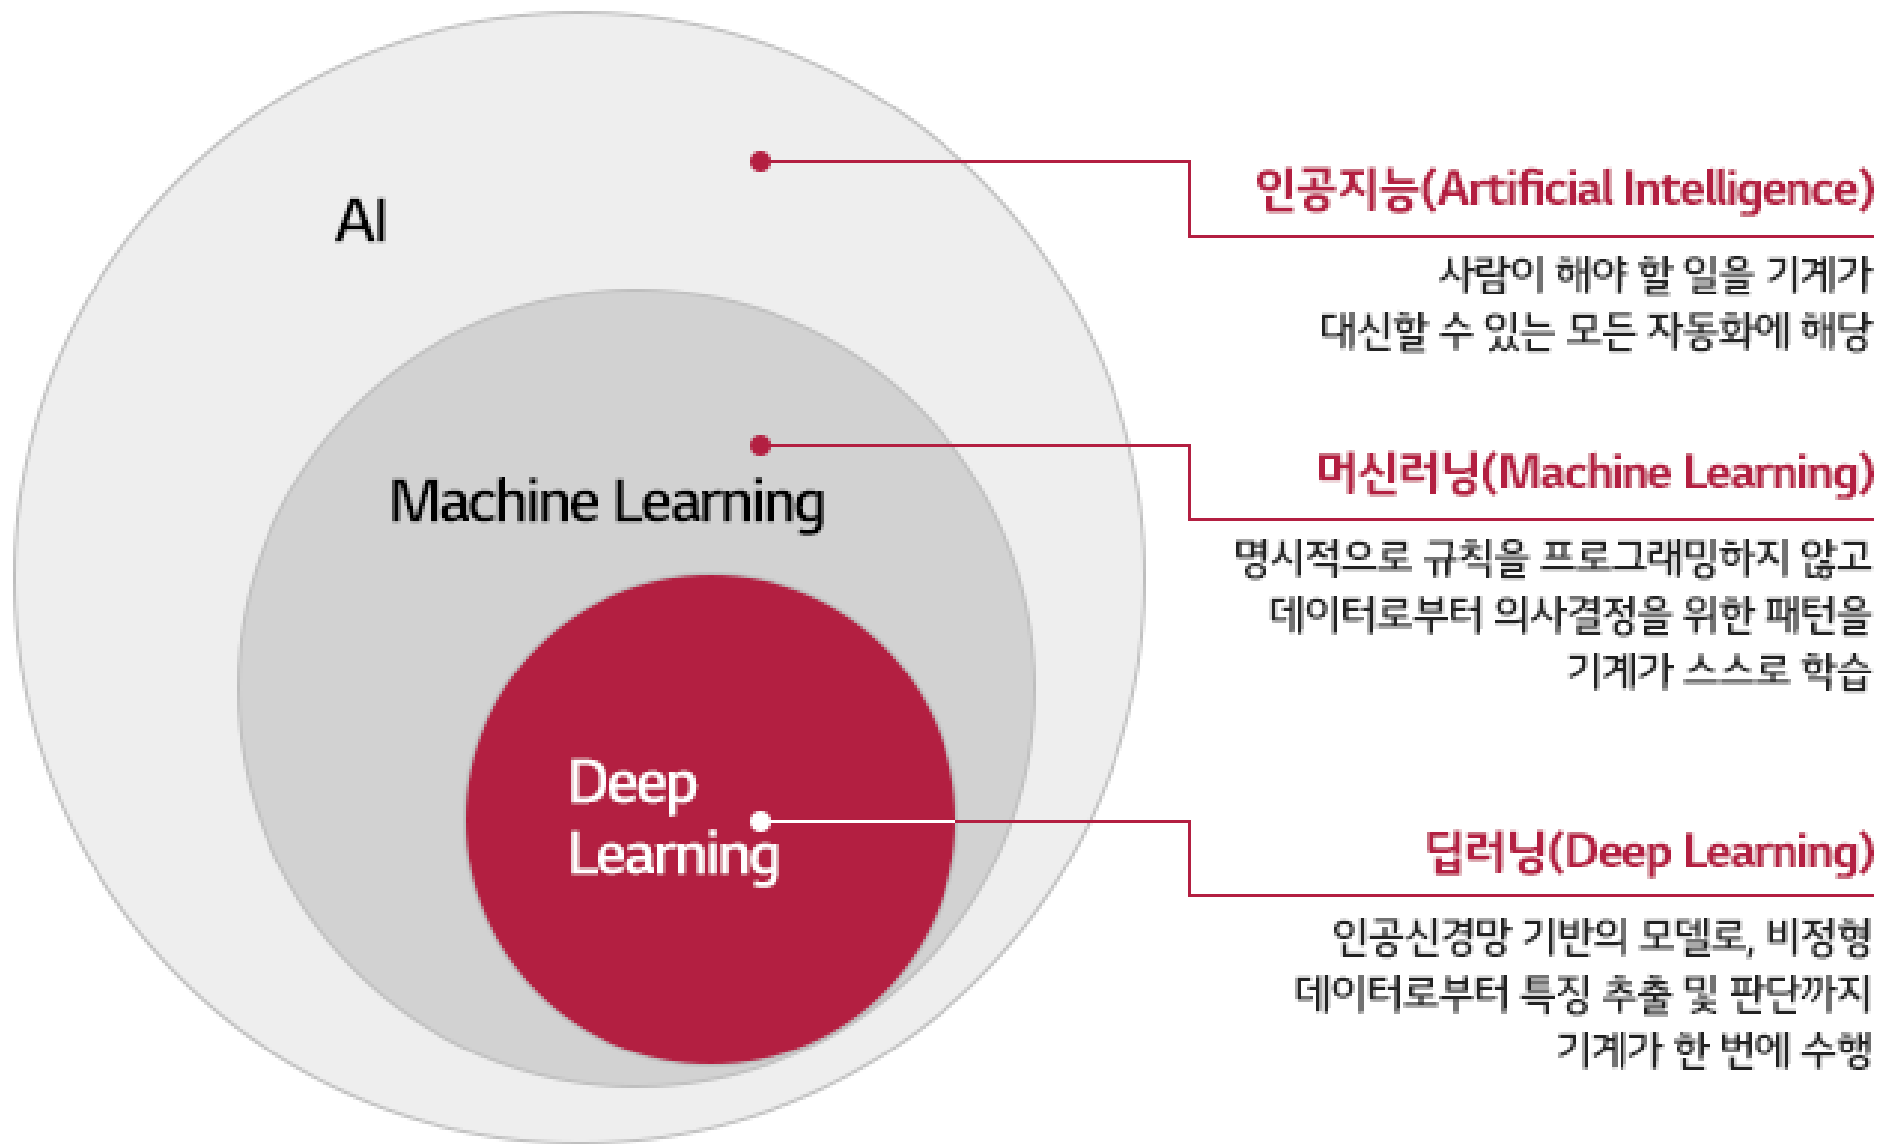 AI
인공지능(Artificial Intelligence)
사람이 해야 할 일을 기계가
대신할 수 있는 모든 자동화에 해당
Machine Learning
머신러닝(Machine Learning)
명시적으로 규칙을 프로그래밍하지 않고
데이터로부터 의사결정을 위한 패턴을
기계가 스스로 학습
Deep
Learning
딥러닝(Deep Learning)
인공신경망 기반의 모델로, 비정형
데이터로부터 특징 추출 및 판단까지
기계가 한 번에 수행